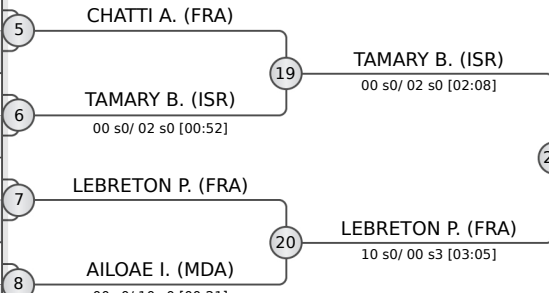 CHATTI A. (FRA)
5
19
TAMARY B. (ISR)
00 s0/ 02 s0 [02:08]
TAMARY B. (ISR)
6
00 s0/ 02 s0 [00:52]
LEBRETON P. (FRA)
7
20
LEBRETON P. (FRA)
10 s0/ 00 s3 [03:05]
AILOAE I. (MDA)
8